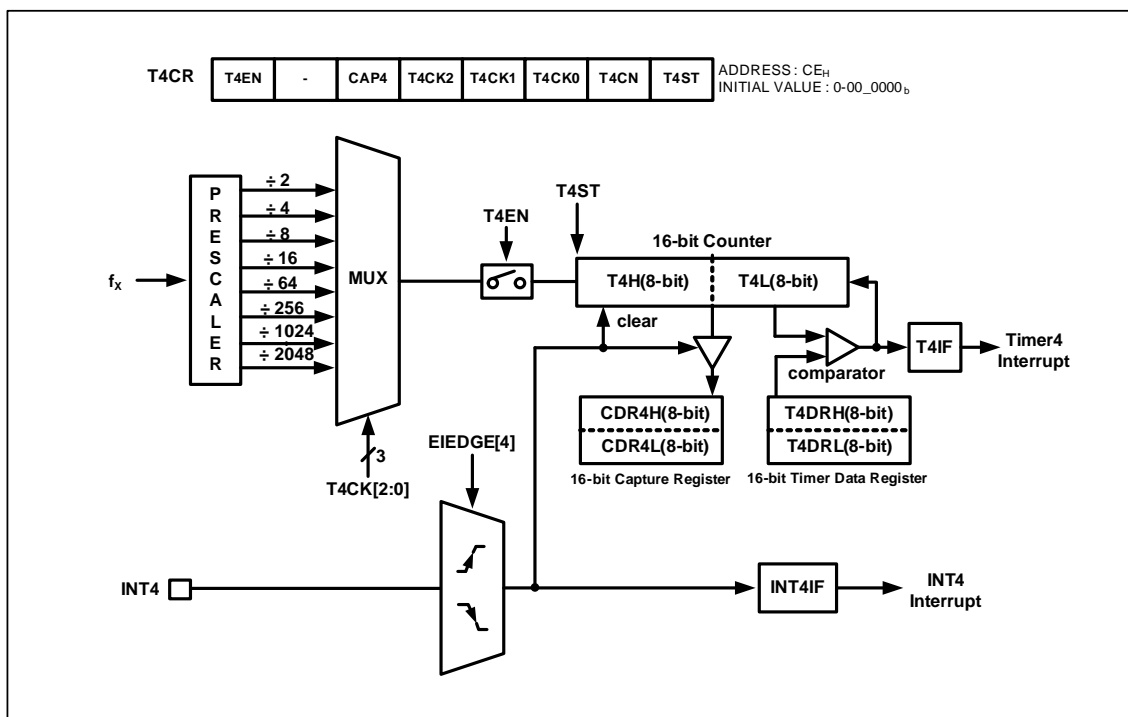 T4CR T4EN - CAP4 T4CK2 T4CK1 T4CK0 T4CN T4ST
ADDRESS : CEH
INITIAL VALUE : 0-00_0000b
fX
PRESCALER
÷ 2
÷ 4
÷ 8
÷ 16
÷ 64
÷ 256
÷ 1024
÷ 2048
MUX
3
T4CK[2:0]
T4EN
T4ST
16-bit Counter
T4H(8-bit) T4L(8-bit)
clear
comparator
T4IF
Timer4
Interrupt
CDR4H(8-bit)
CDR4L(8-bit)
16-bit Capture Register
T4DRH(8-bit)
T4DRL(8-bit)
16-bit Timer Data Register
EIEDGE[4]
INT4
INT4IF
INT4
Interrupt